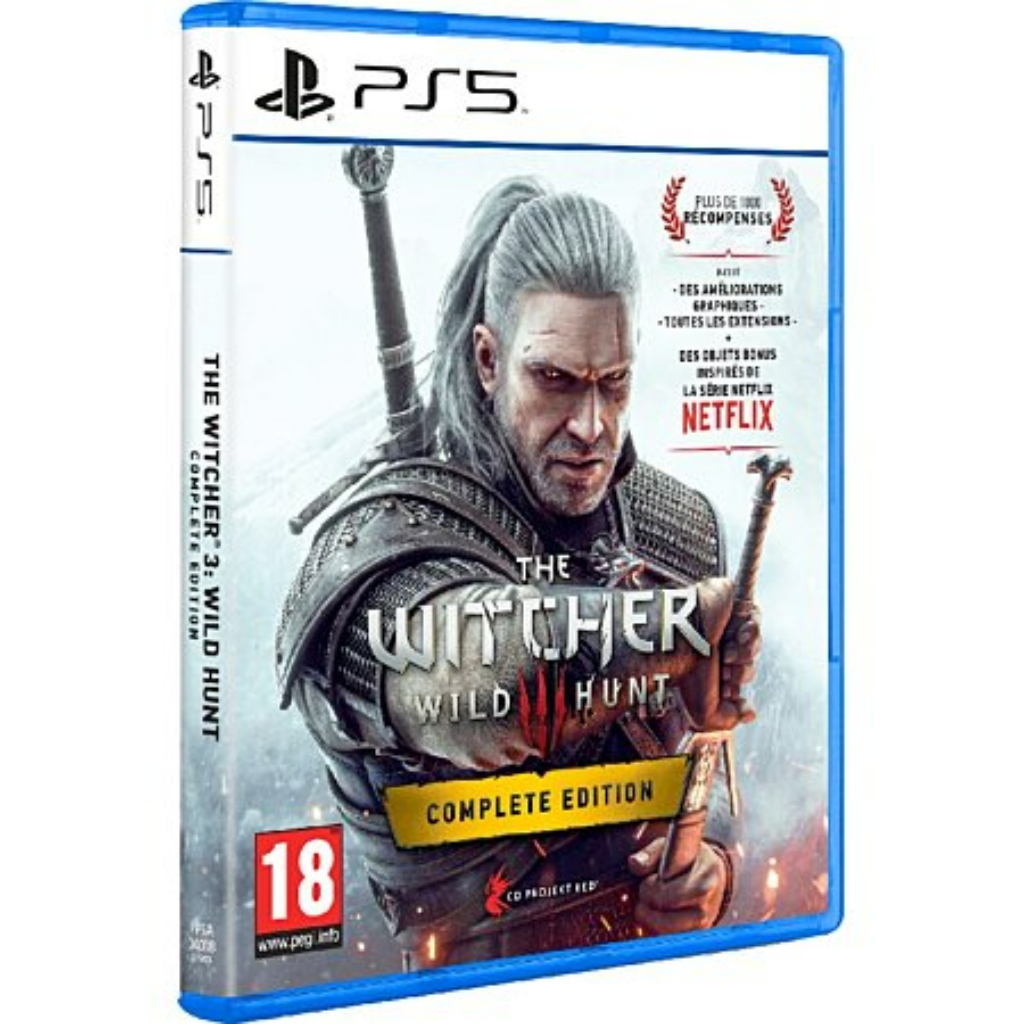 PS5
PS5
PLUS DE 1000
RÉCOMPENSES
- DES AMÉLIORATIONS
GRAPHIQUES -
- TOUTES LES EXTENSIONS -
+
DES OBJETS BONUS
INSPIRÉS DE
LA SÉRIE NETFLIX
NETFLIX
THE WITCHER® 3: WILD HUNT
COMPLETE EDITION
THE
WITCHER
WILD III HUNT
COMPLETE EDITION
CD PROJEKT RED®
18
www.pegi.info